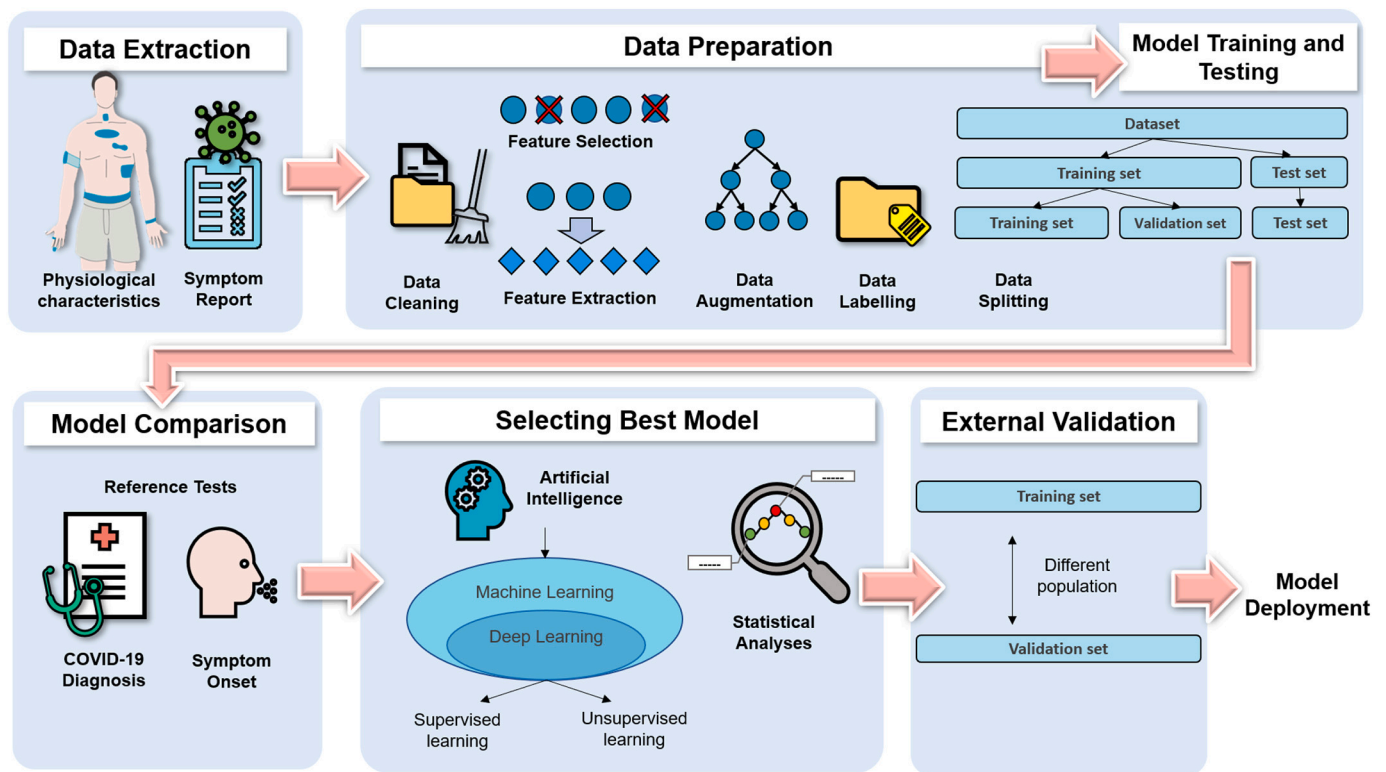 Data Extraction
Physiological
characteristics
Symptom
Report
Data Preparation
Data
Cleaning
Feature Selection
Feature Extraction
Data
Augmentation
Data
Labelling
Data
Splitting
Model Training and
Testing
Dataset
Training set
Test set
Training set
Validation set
Test set
Model Comparison
Reference Tests
COVID-19
Diagnosis
Symptom
Onset
Selecting Best Model
Artificial
Intelligence
Machine Learning
Deep Learning
Supervised
learning
Unsupervised
learning
Statistical
Analyses
External Validation
Training set
Different
population
Validation set
Model
Deployment